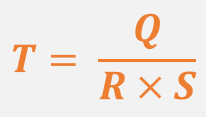 T = Q / R × S